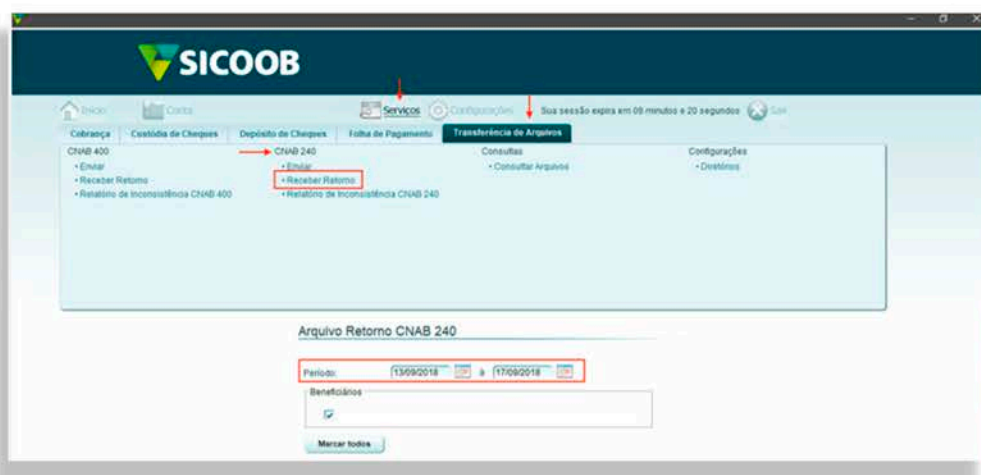 SICOOB
Início Conta Serviços Configurações Sua sessão expira em 08 minutos e 20 segundos Sair
Cobrança Custódia de Cheques Depósito de Cheques Folha de Pagamento Transferência de Arquivos
CNAB 400 CNAB 240 Consultas Configurações
• Enviar • Enviar • Consultar Arquivos • Diretórios
• Receber Retorno • Receber Retorno
• Relatório de Inconsistência CNAB 400 • Relatório de Inconsistência CNAB 240
Arquivo Retorno CNAB 240
Período: 13/09/2018 à 17/09/2018
Beneficiários
Marcar todos